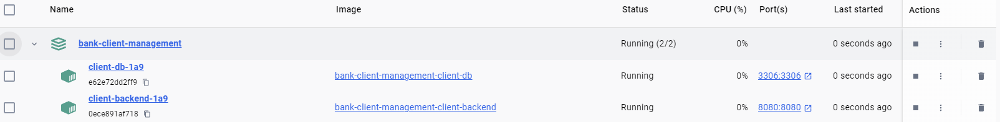 Name Image Status CPU (%) Port(s) Last started Actions
bank-client-management Running (2/2) 0% 0 seconds ago
client-db-1a9
e62e72dd2ff9 bank-client-management-client-db Running 0% 3306:3306 0 seconds ago
client-backend-1a9
0ece891af718 bank-client-management-client-backend Running 0% 8080:8080 0 seconds ago